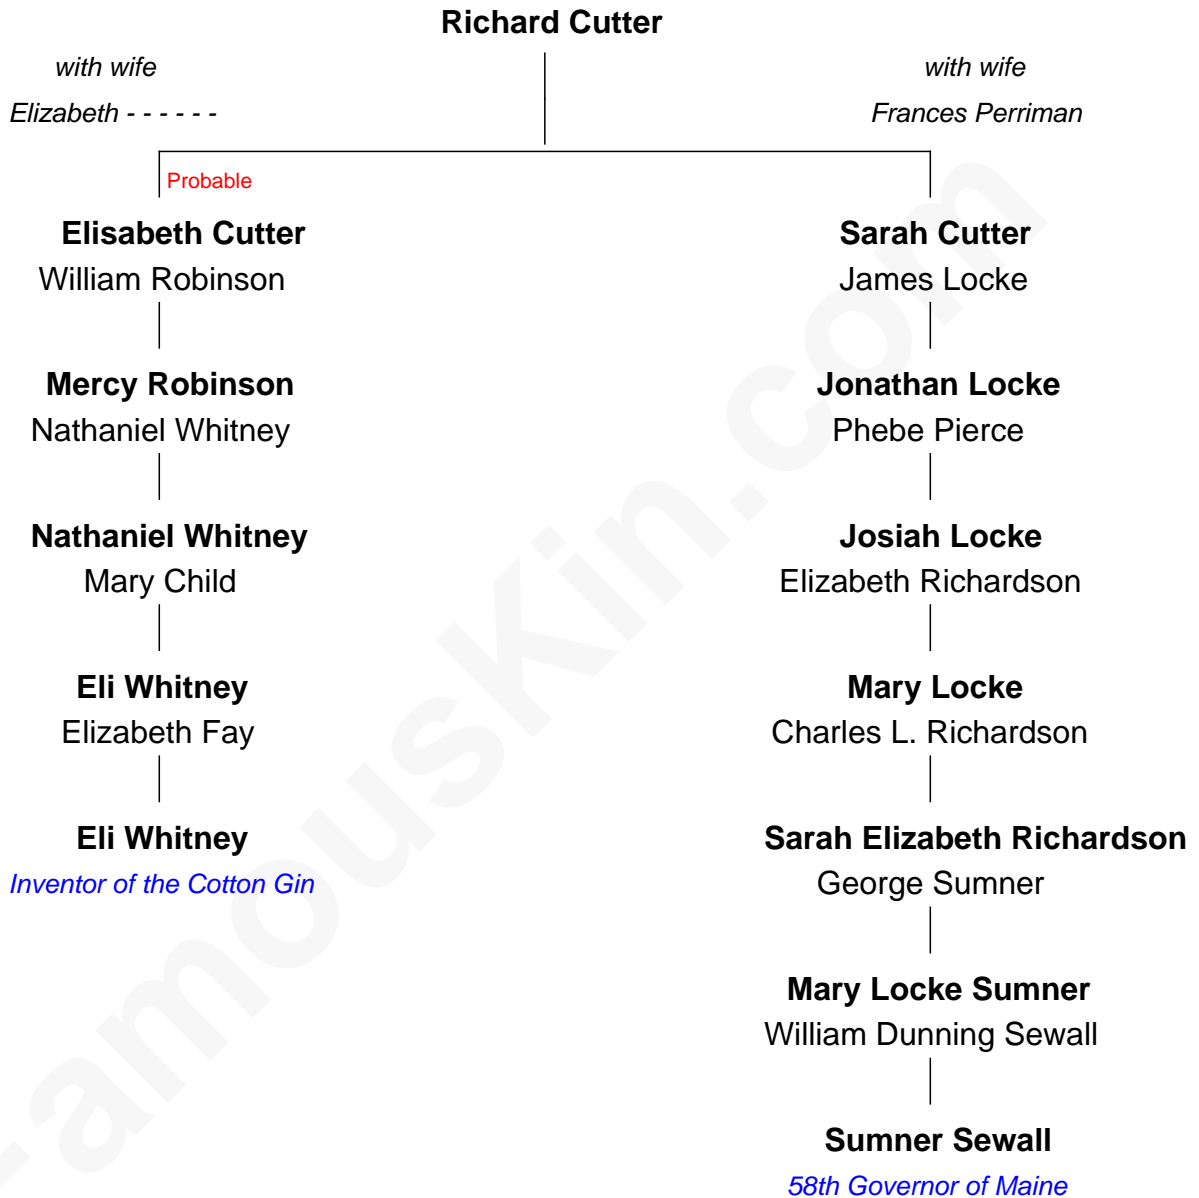 Richard Cutter
with wife
Elizabeth - - - - - -
with wife
Frances Perriman
Probable
Elisabeth Cutter
William Robinson
Mercy Robinson
Nathaniel Whitney
Nathaniel Whitney
Mary Child
Eli Whitney
Elizabeth Fay
Eli Whitney
Inventor of the Cotton Gin
Sarah Cutter
James Locke
Jonathan Locke
Phebe Pierce
Josiah Locke
Elizabeth Richardson
Mary Locke
Charles L. Richardson
Sarah Elizabeth Richardson
George Sumner
Mary Locke Sumner
William Dunning Sewall
Sumner Sewall
58th Governor of Maine
FamousKin.com